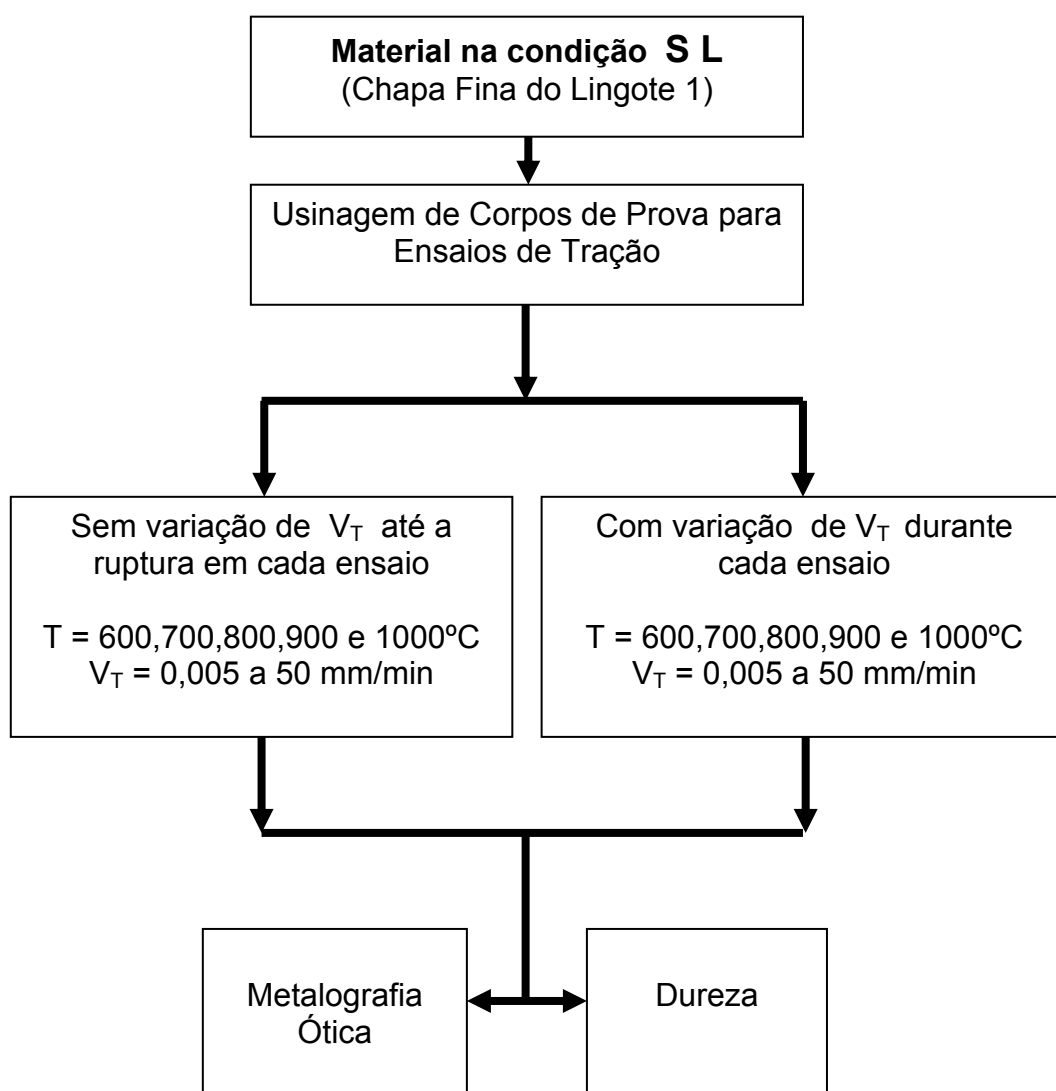 Material na condição S L
(Chapa Fina do Lingote 1)
Usinagem de Corpos de Prova para
Ensaios de Tração
Sem variação de V_T até a
ruptura em cada ensaio
T = 600,700,800,900 e 1000ºC
V_T = 0,005 a 50 mm/min
Com variação de V_T durante
cada ensaio
T = 600,700,800,900 e 1000ºC
V_T = 0,005 a 50 mm/min
Metalografia
Ótica
Dureza